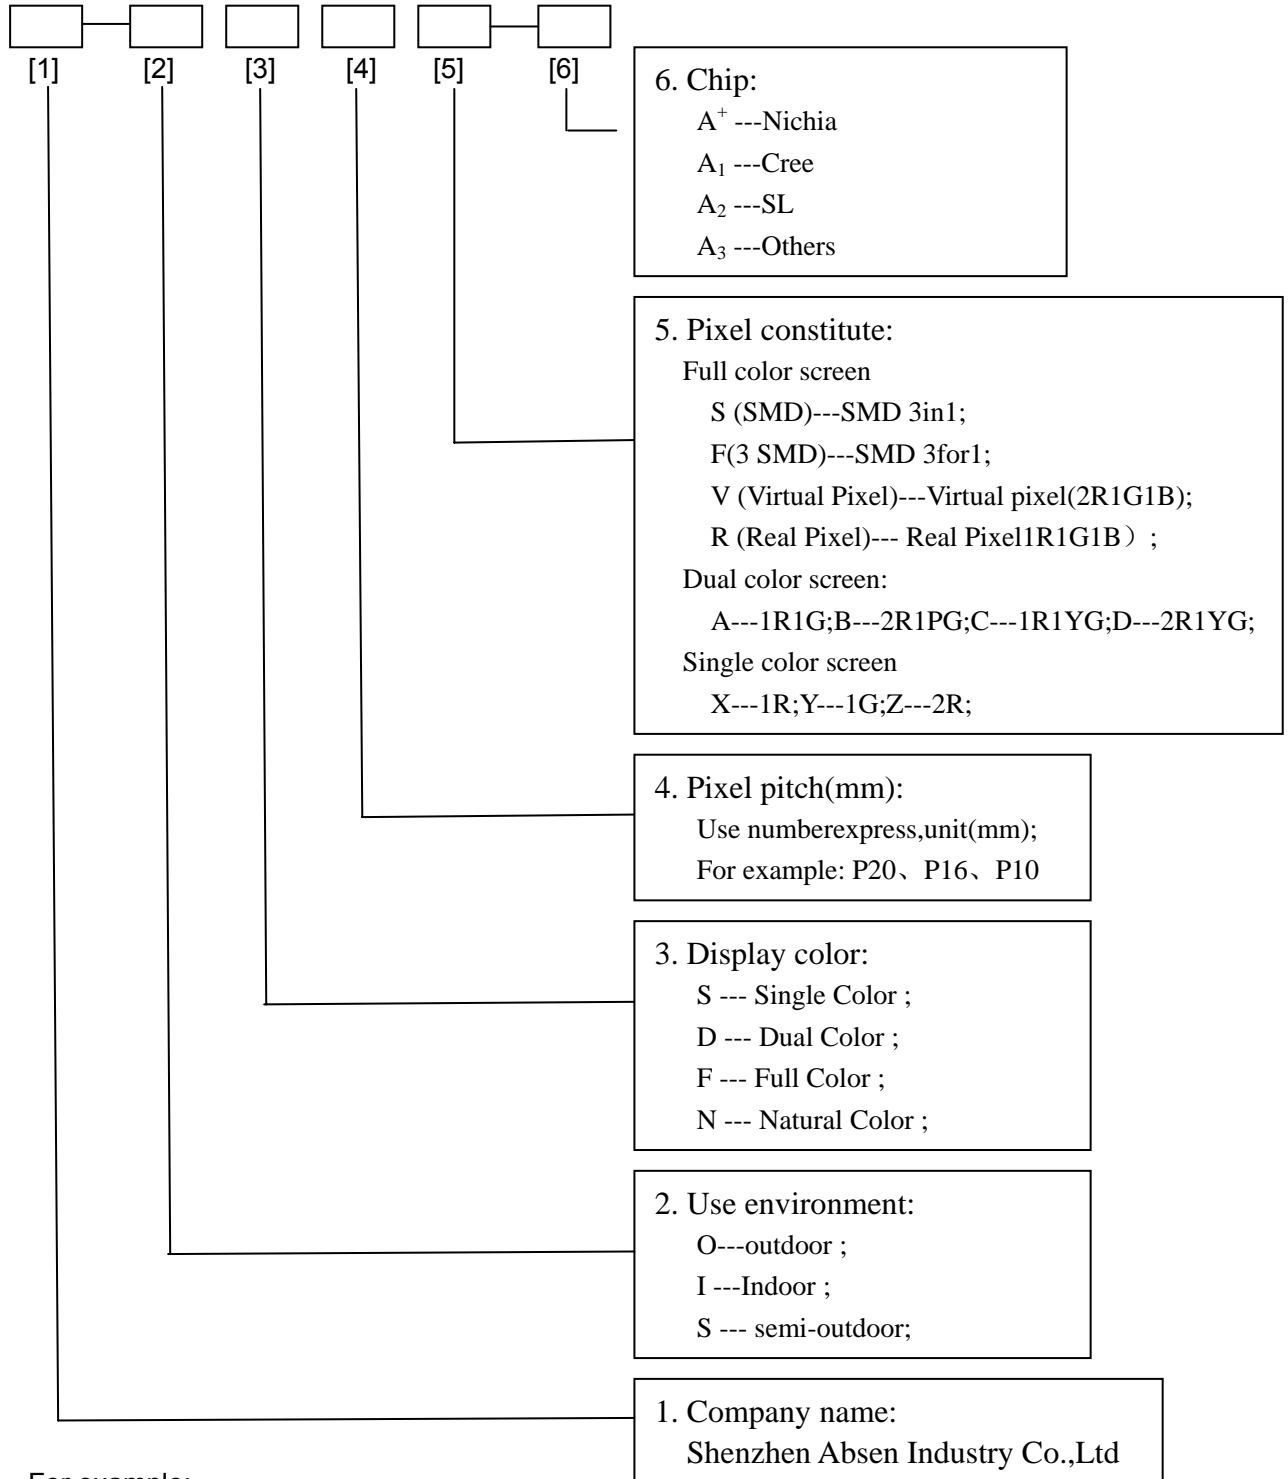 [1] [2] [3] [4] [5] [6]
6. Chip:
A⁺ ---Nichia
A₁ ---Cree
A₂ ---SL
A₃ ---Others
5. Pixel constitute:
Full color screen
S (SMD)---SMD 3in1;
F(3 SMD)---SMD 3for1;
V (Virtual Pixel)---Virtual pixel(2R1G1B);
R (Real Pixel)--- Real Pixel1R1G1B）;
Dual color screen:
A---1R1G;B---2R1PG;C---1R1YG;D---2R1YG;
Single color screen
X---1R;Y---1G;Z---2R;
4. Pixel pitch(mm):
Use numberexpress,unit(mm);
For example: P20、P16、P10
3. Display color:
S --- Single Color ;
D --- Dual Color ;
F --- Full Color ;
N --- Natural Color ;
2. Use environment:
O---outdoor ;
I ---Indoor ;
S --- semi-outdoor;
1. Company name:
Shenzhen Absen Industry Co.,Ltd
For example: